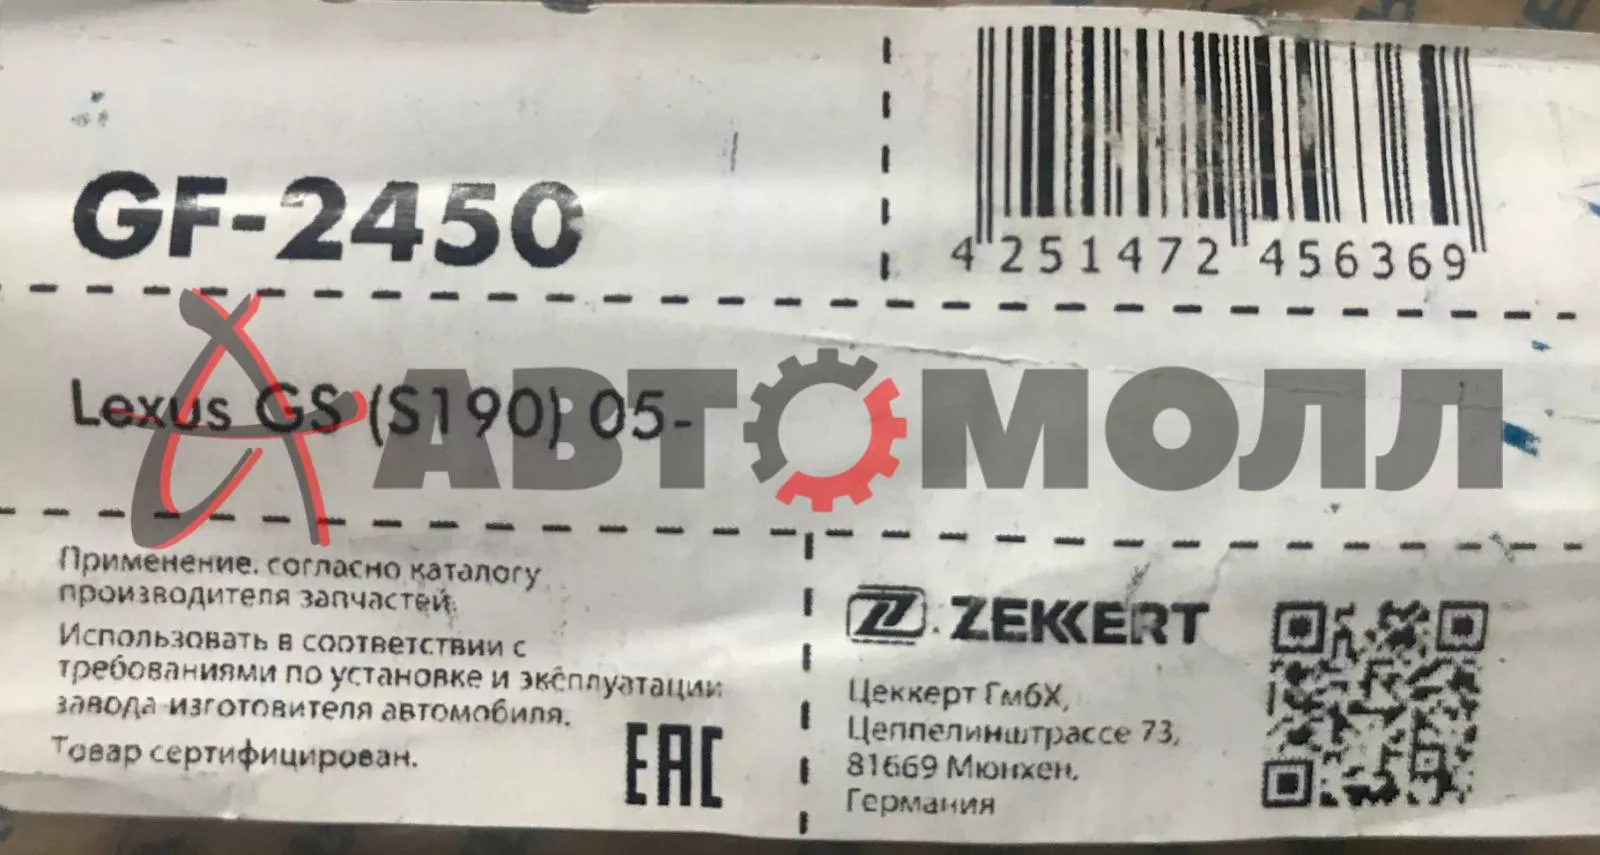 GF-2450
4 251472 456369
Lexus GS (S190) 05-
АВТОМОЛЛ
Применение: согласно каталогу
производителя запчастей.
Использовать в соответствии с
требованиями по установке и эксплуатации
завода-изготовителя автомобиля.
Товар сертифицирован.
EAC
ZEKKERT
Цеккерт ГмбХ,
Цеппелинштрассе 73,
81669 Мюнхен,
Германия